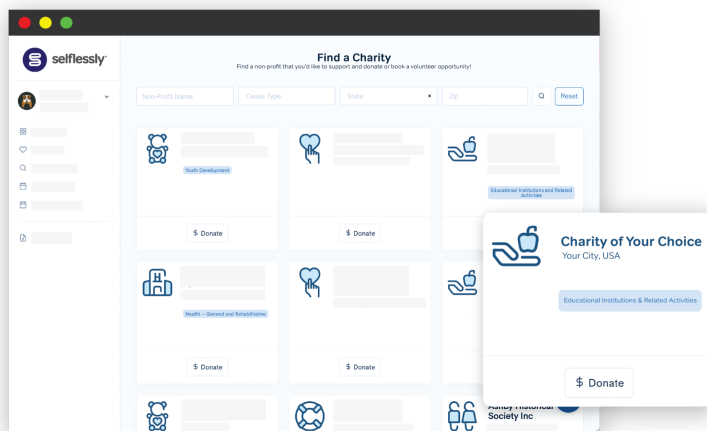 selflessly
Find a Charity
Find a non-profit that you'd like to support and donate or book a volunteer opportunity!
Non-Profit Name
Cause Type
State
Zip
Reset
Youth Development
Educational Institutions and Related
Activities
$ Donate
$ Donate
Charity of Your Choice
Your City, USA
Educational Institutions & Related Activities
$ Donate
Health – General and Rehabilitative
$ Donate
$ Donate
Ashby Historical
Society Inc